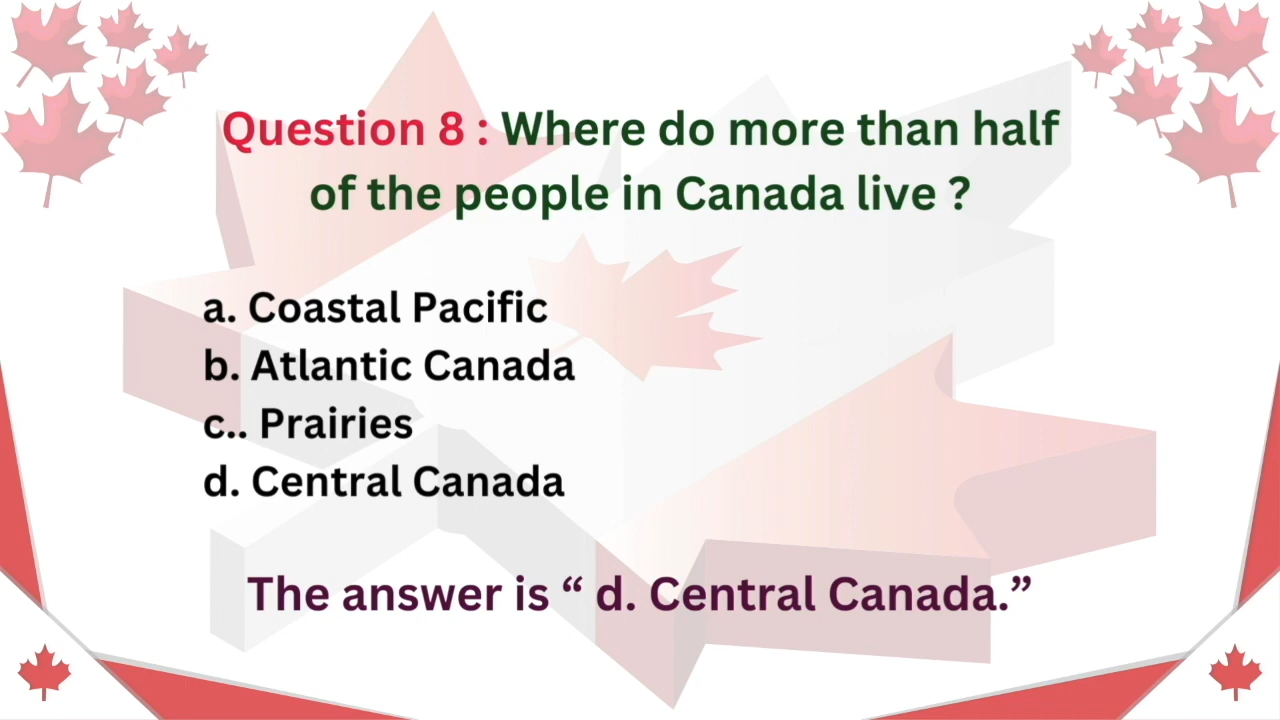 Question 8 : Where do more than half
of the people in Canada live ?
a. Coastal Pacific
b. Atlantic Canada
c.. Prairies
d. Central Canada
The answer is “ d. Central Canada.”